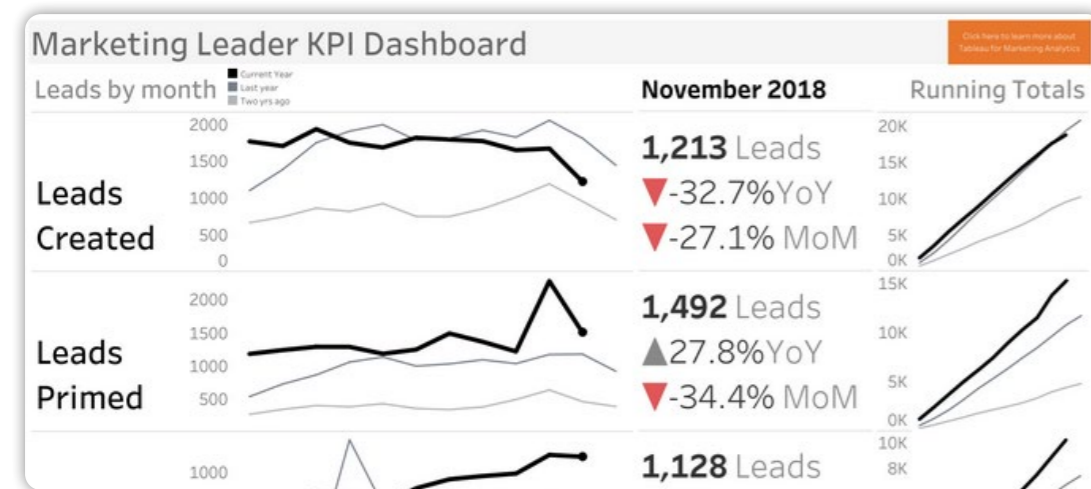 Marketing Leader KPI Dashboard
Click here to learn more about
Tableau for Marketing Analytics
Leads by month
Current Year
Last year
Two yrs ago
November 2018
Running Totals
Leads
Created
2000
1500
1000
500
0
1,213 Leads
▼-32.7%YoY
▼-27.1% MoM
20K
15K
10K
5K
0K
Leads
Primed
2000
1500
1000
500
1,492 Leads
▲27.8%YoY
▼-34.4% MoM
15K
10K
5K
0K
1000
1,128 Leads
10K
8K